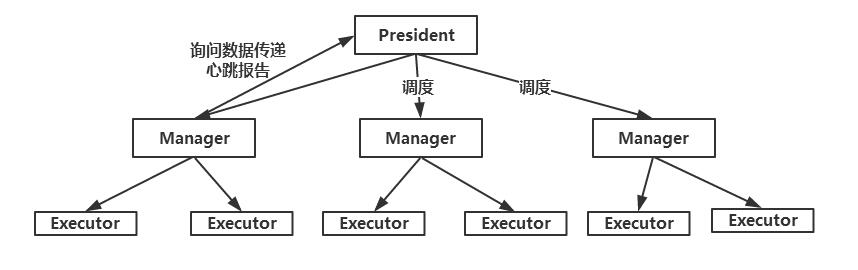 President
询问数据传递
心跳报告
调度
调度
Manager
Manager
Manager
Executor
Executor
Executor
Executor
Executor
Executor